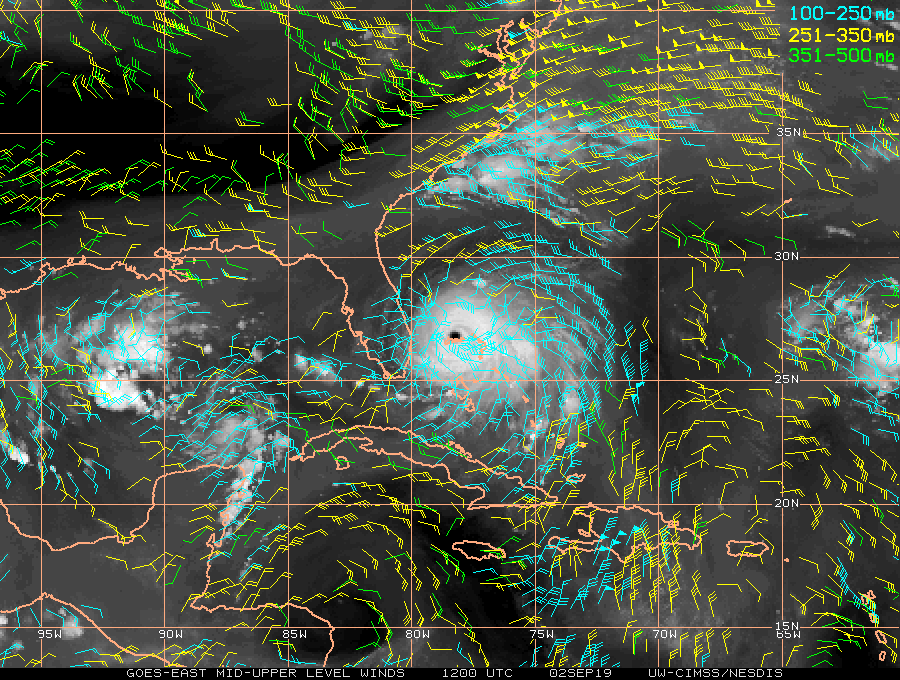 100-250mb
251-350mb
351-500mb
35N
30N
25N
20N
15N
95W 90W 85W 80W 75W 70W 65W
GOES-EAST MID-UPPER LEVEL WINDS 1200 UTC 02SEP19 UW-CIMSS/NESDIS